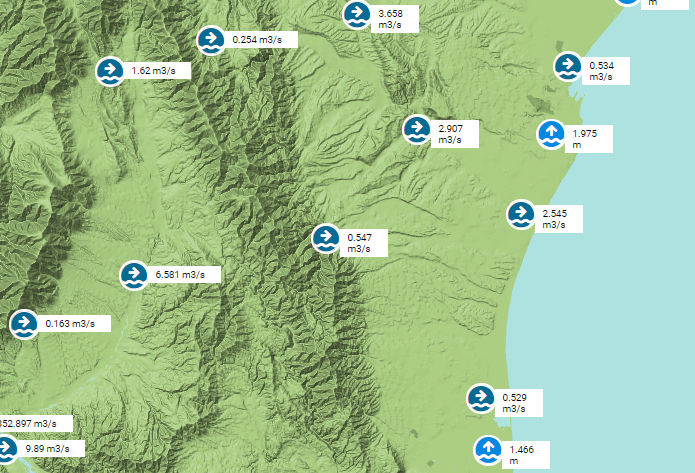 m
3.658
m3/s
0.254 m3/s
0.534
m3/s
1.62 m3/s
2.907
m3/s
1.975
m
2.545
m3/s
0.547
m3/s
6.581 m3/s
0.163 m3/s
0.529
m3/s
352.897 m3/s
9.89 m3/s
1.466
m